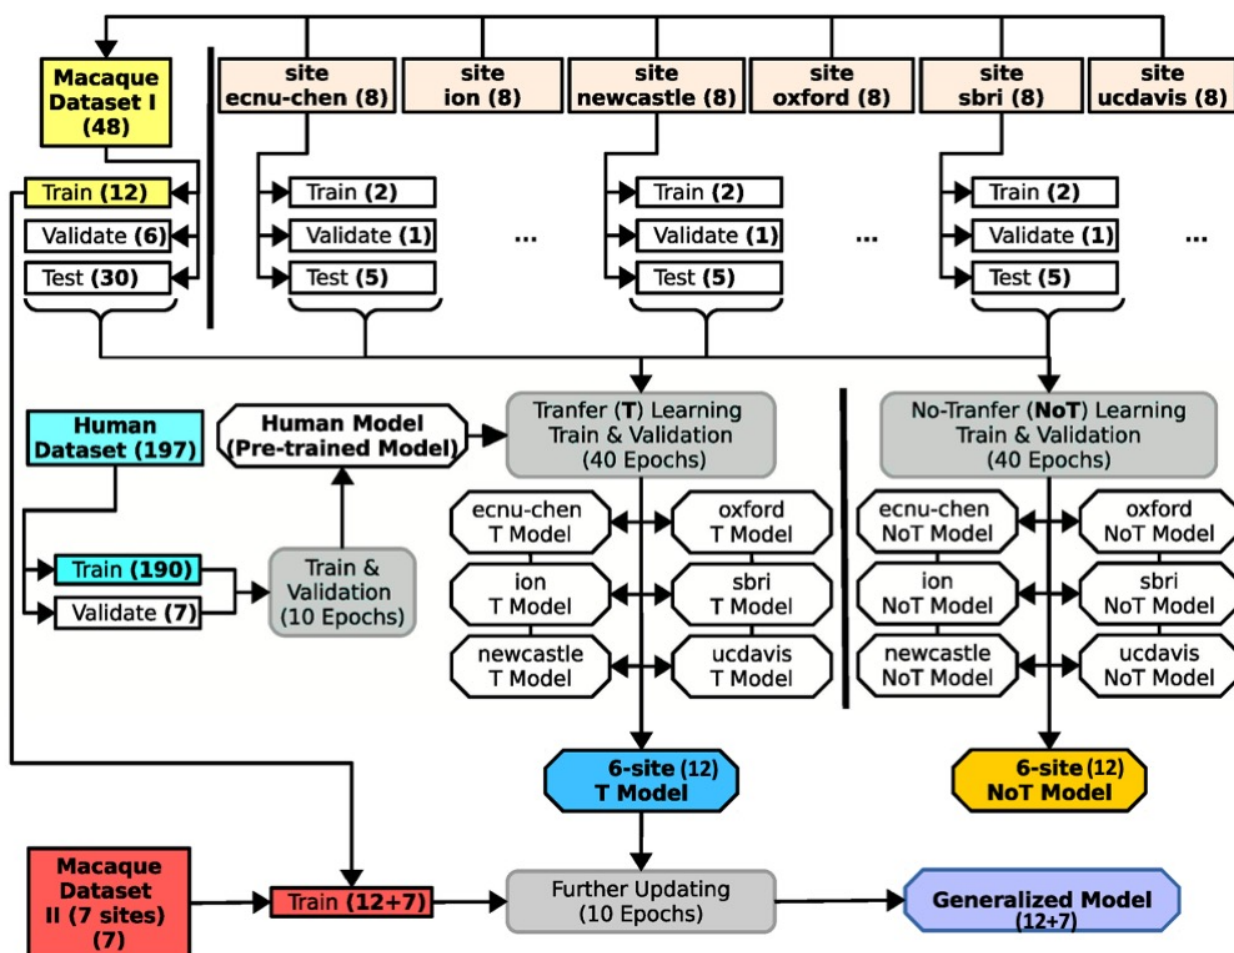 Macaque
Dataset I
(48)
site
ecnu-chen (8)
site
ion (8)
site
newcastle (8)
site
oxford (8)
site
sbri (8)
site
ucdavis (8)
Train (12)
Validate (6)
Test (30)
Train (2)
Validate (1)
Test (5)
...
Train (2)
Validate (1)
Test (5)
...
Train (2)
Validate (1)
Test (5)
...
Human
Dataset (197)
Train (190)
Validate (7)
Train &
Validation
(10 Epochs)
Human Model
(Pre-trained Model)
Tranfer (T) Learning
Train & Validation
(40 Epochs)
No-Tranfer (NoT) Learning
Train & Validation
(40 Epochs)
ecnu-chen
T Model
oxford
T Model
ion
T Model
sbri
T Model
newcastle
T Model
ucdavis
T Model
ecnu-chen
NoT Model
oxford
NoT Model
ion
NoT Model
sbri
NoT Model
newcastle
NoT Model
ucdavis
NoT Model
6-site (12)
T Model
6-site (12)
NoT Model
Macaque
Dataset
II (7 sites)
(7)
Train (12+7)
Further Updating
(10 Epochs)
Generalized Model
(12+7)